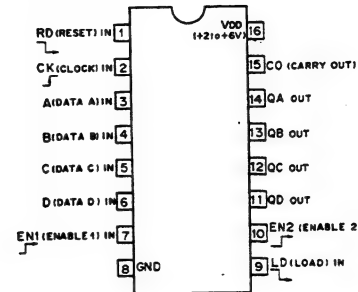 RD(RESET) IN 1
CK(CLOCK) IN 2
A(DATA A) IN 3
B(DATA B) IN 4
C(DATA C) IN 5
D(DATA D) IN 6
EN1(ENABLE 1) IN 7
8 GND
VDD 16
(+2 to +6V)
15 CO (CARRY OUT)
14 QA OUT
13 QB OUT
12 QC OUT
11 QD OUT
10 EN2 (ENABLE 2
9 LD(LOAD) IN